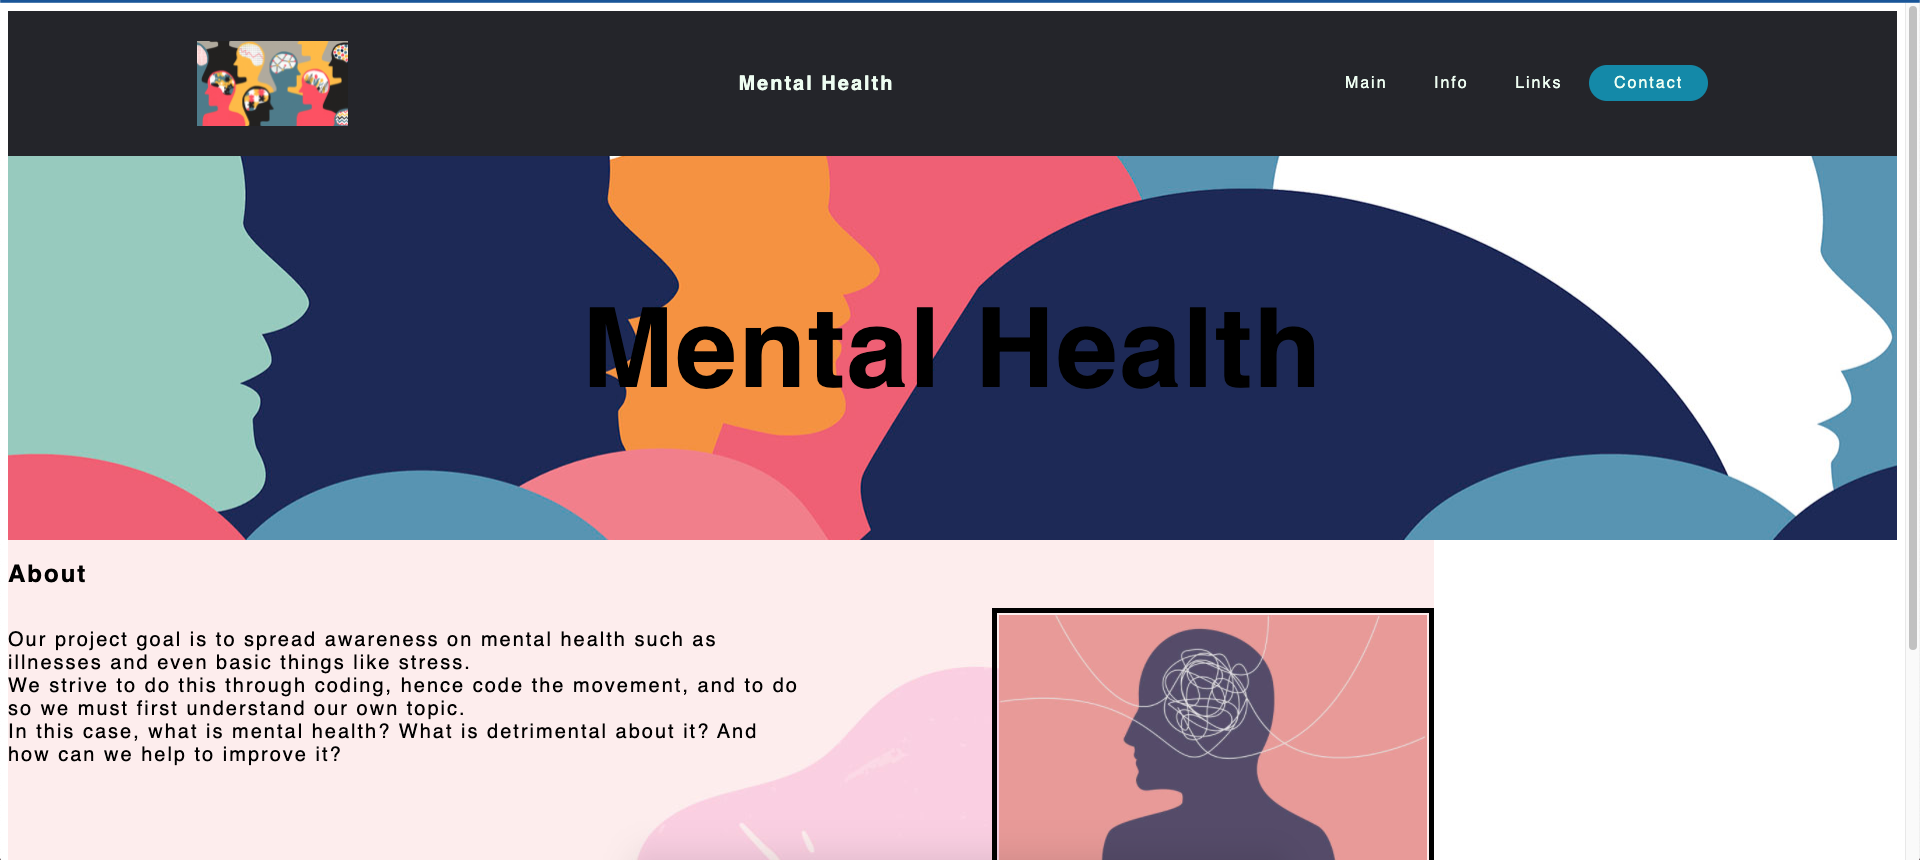 Mental Health
Main
Info
Links
Contact
Mental Health
About
Our project goal is to spread awareness on mental health such as
illnesses and even basic things like stress.
We strive to do this through coding, hence code the movement, and to do
so we must first understand our own topic.
In this case, what is mental health? What is detrimental about it? And
how can we help to improve it?